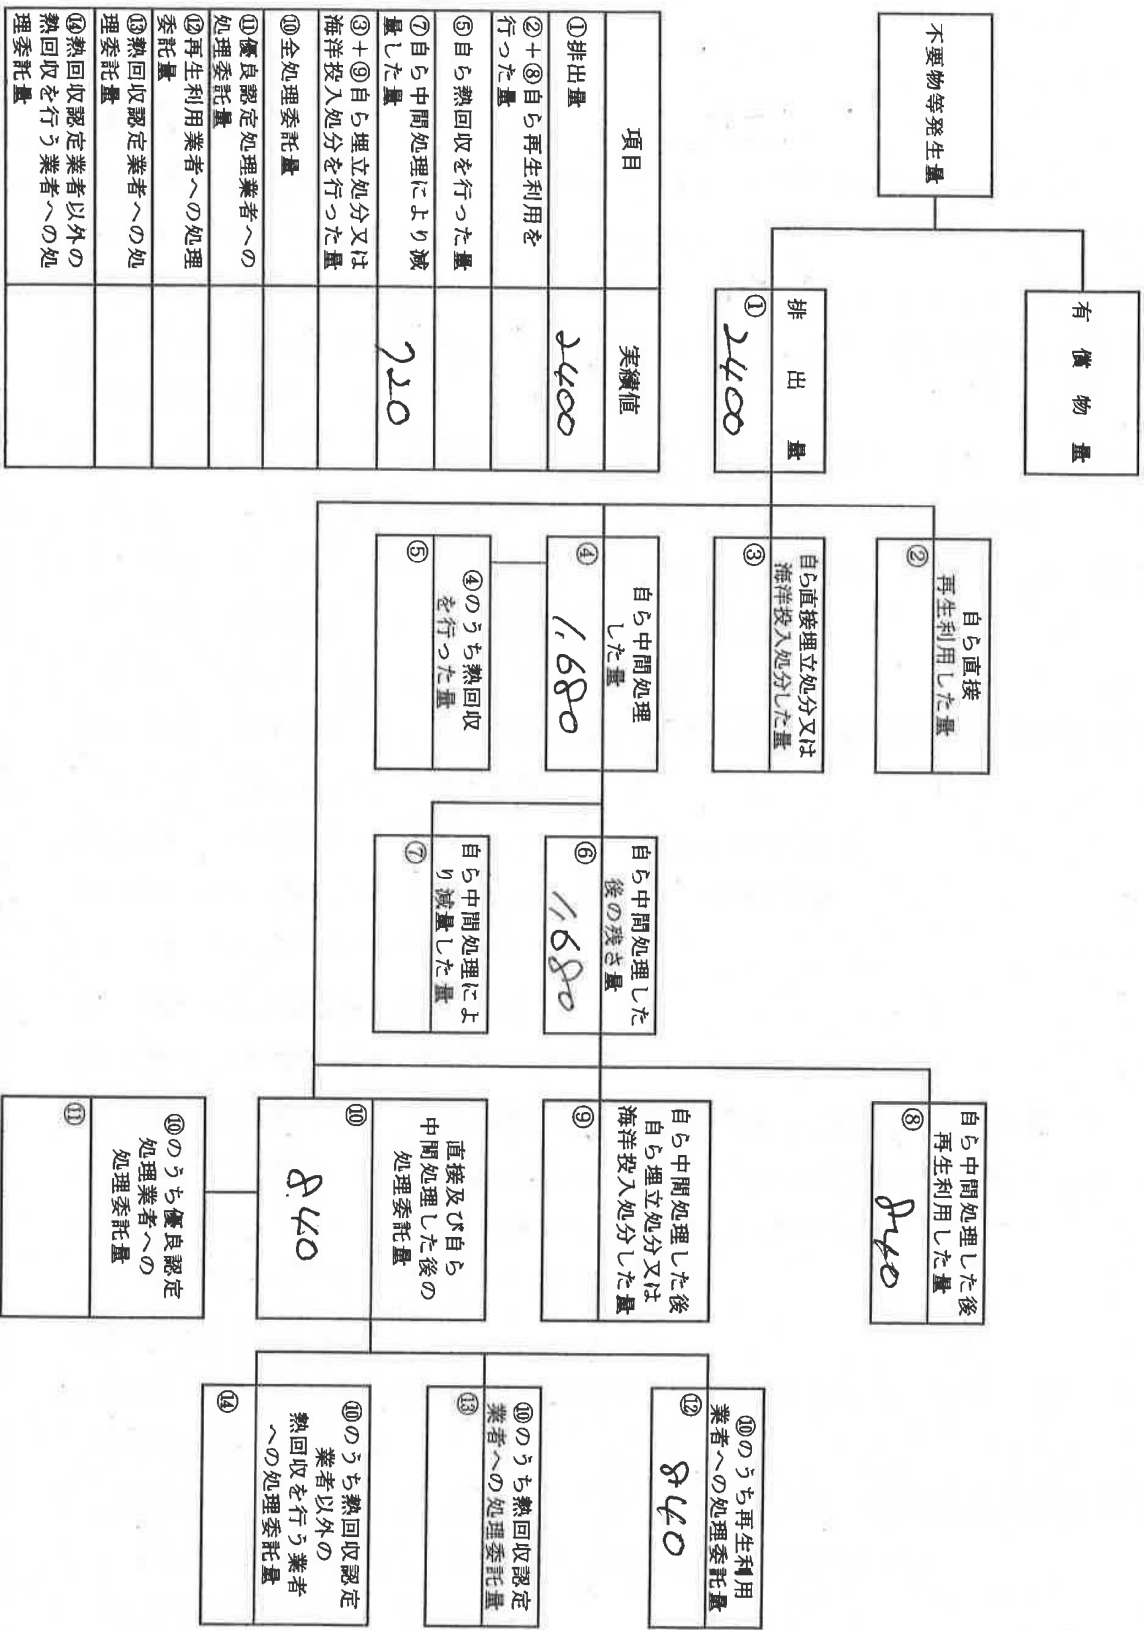 不要物等発生量
有償物量
排出量
①
2400
自ら直接
再生利用した量
②
自ら直接埋立処分又は
海洋投入処分した量
③
自ら中間処理
した量
④
1,680
④のうち熱回収
を行った量
⑤
自ら中間処理した
後の残さ量
⑥
1,680
自ら中間処理によ
り減量した量
⑦
自ら中間処理した後
再生利用した量
⑧
840
自ら中間処理した後
自ら埋立処分又は
海洋投入処分した量
⑨
直接及び自ら
中間処理した後の
処理委託量
⑩
840
⑩のうち優良認定
処理業者への
処理委託量
⑪
⑩のうち再生利用
業者への処理委託量
⑫
840
⑩のうち熱回収認定
業者への処理委託量
⑬
⑩のうち熱回収認定
業者以外の
熱回収を行う業者
への処理委託量
⑭
項目 実績値
①排出量 2400
②+⑧自ら再生利用を
行った量
⑤自ら熱回収を行った量
⑦自ら中間処理により減
量した量 720
③+⑨自ら埋立処分又は
海洋投入処分を行った量
⑩全処理委託量
⑪優良認定処理業者への
処理委託量
⑫再生利用業者への処理
委託量
⑬熱回収認定業者への処
理委託量
⑭熱回収認定業者以外の
熱回収を行う業者への処
理委託量